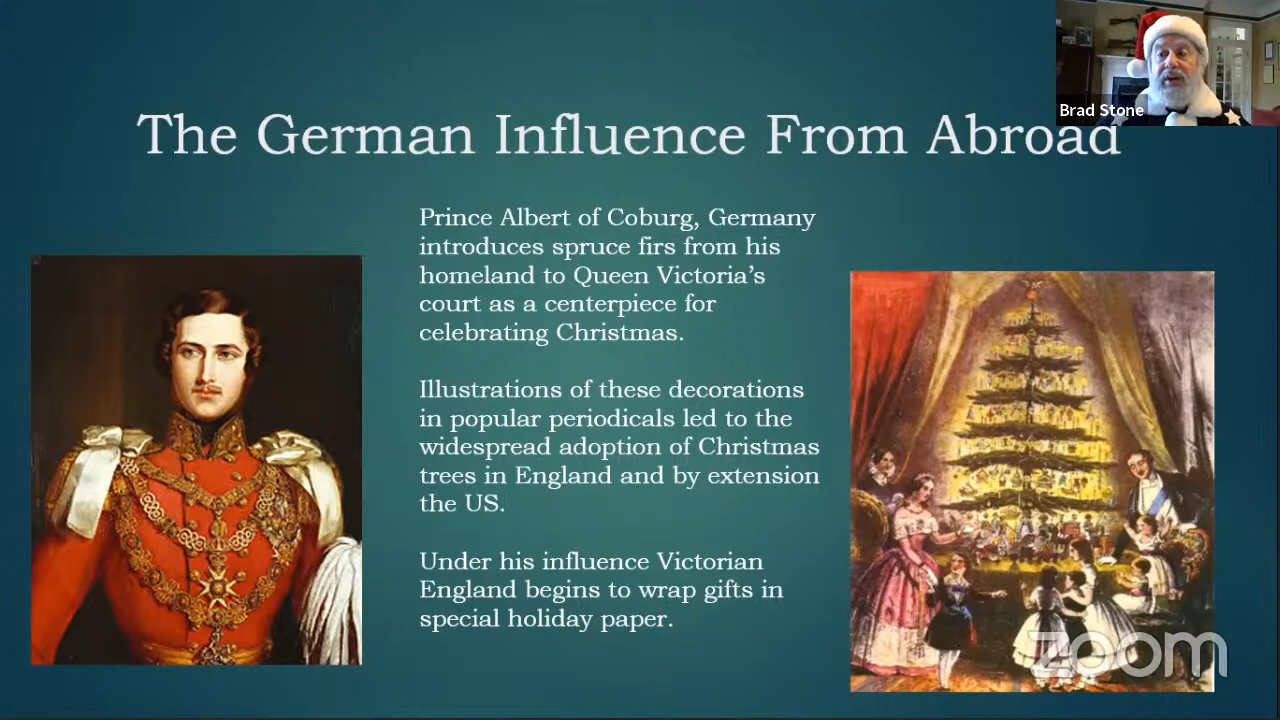 Brad Stone
The German Influence From Abroad
Prince Albert of Coburg, Germany
introduces spruce firs from his
homeland to Queen Victoria’s
court as a centerpiece for
celebrating Christmas.
Illustrations of these decorations
in popular periodicals led to the
widespread adoption of Christmas
trees in England and by extension
the US.
Under his influence Victorian
England begins to wrap gifts in
special holiday paper.
zoom